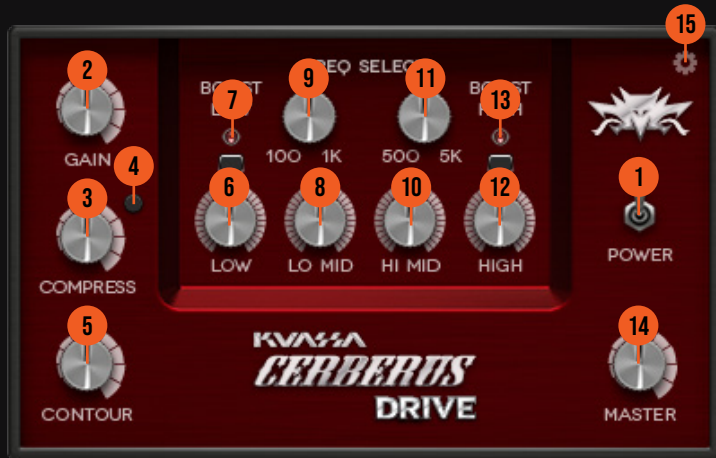 15
2
9
11
7
13
GAIN
100 1K
500 5K
4
3
6
8
10
12
1
LOW
LO MID
HI MID
HIGH
POWER
COMPRESS
5
14
KVASSA
CERBERUS
DRIVE
CONTOUR
MASTER